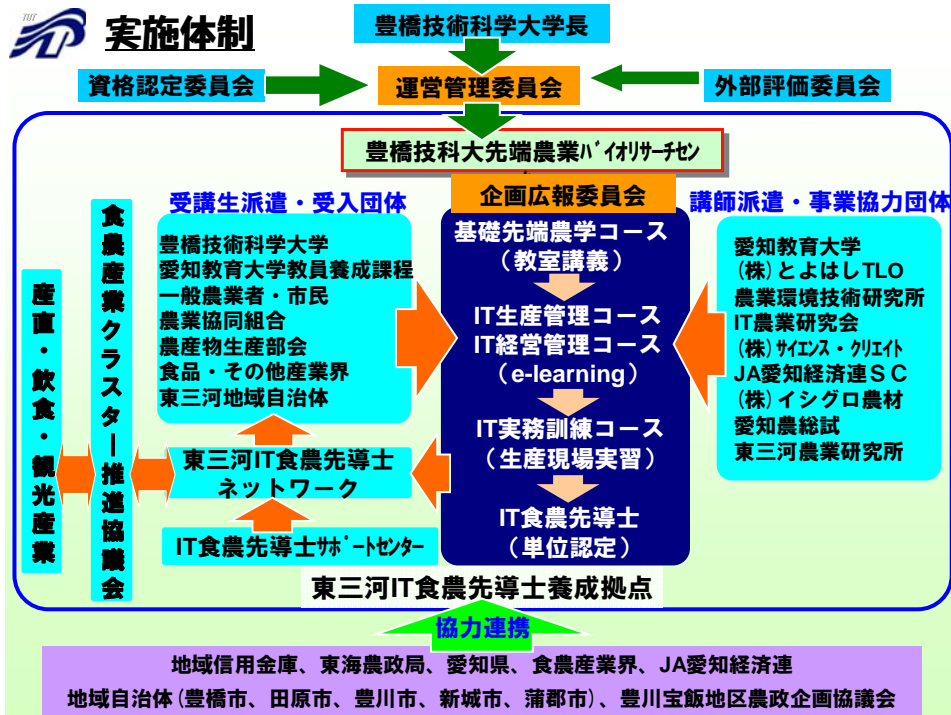 TUT
実施体制
豊橋技術科学大学長
資格認定委員会
運営管理委員会
外部評価委員会
豊橋技科大先端農業ﾊﾞｲｵﾘｻｰﾁｾﾝ
企画広報委員会
受講生派遣・受入団体
豊橋技術科学大学
愛知教育大学教員養成課程
一般農業者・市民
農業協同組合
農産物生産部会
食品・その他産業界
東三河地域自治体
基礎先端農学コース
（教室講義）
IT生産管理コース
IT経営管理コース
（e-learning）
IT実務訓練コース
（生産現場実習）
IT食農先導士
（単位認定）
講師派遣・事業協力団体
愛知教育大学
(株)とよはしTLO
農業環境技術研究所
IT農業研究会
(株)ｻｲｴﾝｽ・ｸﾘｴｲﾄ
JA愛知経済連ＳＣ
(株)イシグロ農材
愛知農総試
東三河農業研究所
産直・飲食・観光産業
食農産業クラスター推進協議会
東三河IT食農先導士
ネットワーク
IT食農先導士ｻﾎﾟｰﾄｾﾝﾀｰ
東三河IT食農先導士養成拠点
協力連携
地域信用金庫、東海農政局、愛知県、食農産業界、JA愛知経済連
地域自治体(豊橋市、田原市、豊川市、新城市、蒲郡市)、豊川宝飯地区農政企画協議会